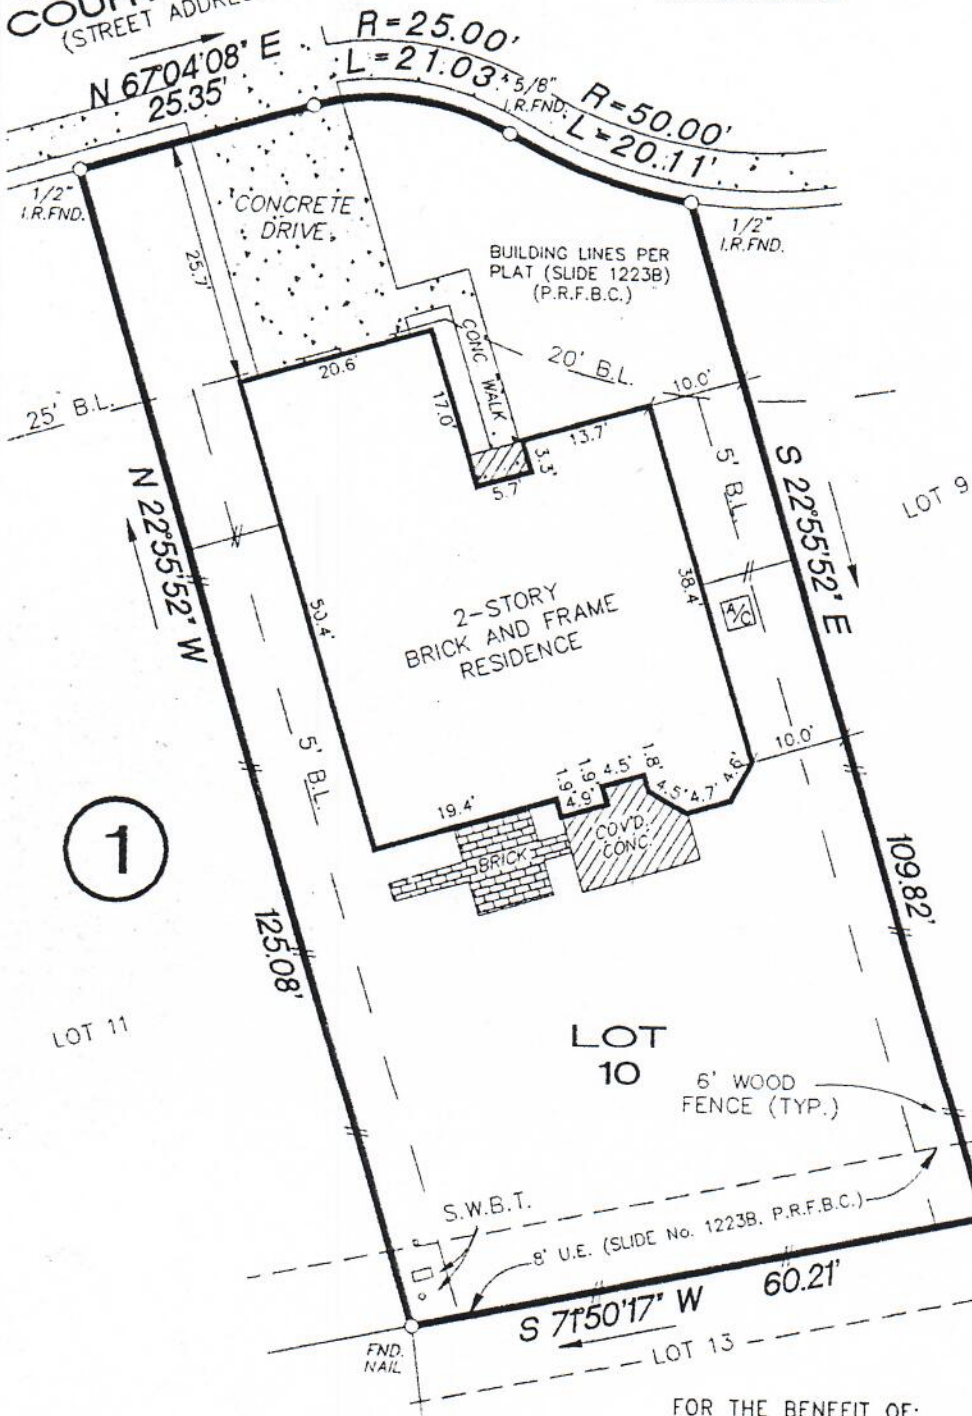 (STREET
N 67°04'08" E
25.35'
R=25.00'
L=21.03'
5/8"
I.R.FND.
R=50.00'
L=20.11'
1/2"
I.R.FND.
1/2"
I.R.FND.
CONCRETE
DRIVE
25.7'
BUILDING LINES PER
PLAT (SLIDE 1223B)
(P.R.F.B.C.)
CONC WALK
20' B.L.
20.6'
17.0'
10.0'
25' B.L.
13.7'
3.3'
5.7'
5' B.L.
S 22°55'52" E
LOT 9
N 22°55'52" W
50.4'
2-STORY
BRICK AND FRAME
RESIDENCE
38.4'
A/C
5' B.L.
10.0'
19.4'
1.9'
4.9'
1.9'
4.5'
1.8'
4.5'
4.7'
4.6'
BRICK
COV'D.
CONC.
1
109.82'
125.08'
LOT 11
LOT
10
6' WOOD
FENCE (TYP.)
S.W.B.T.
8' U.E. (SLIDE No. 1223B, P.R.F.B.C.)
S 71°50'17" W
60.21'
FND.
NAIL
LOT 13
FOR THE BENEFIT OF: